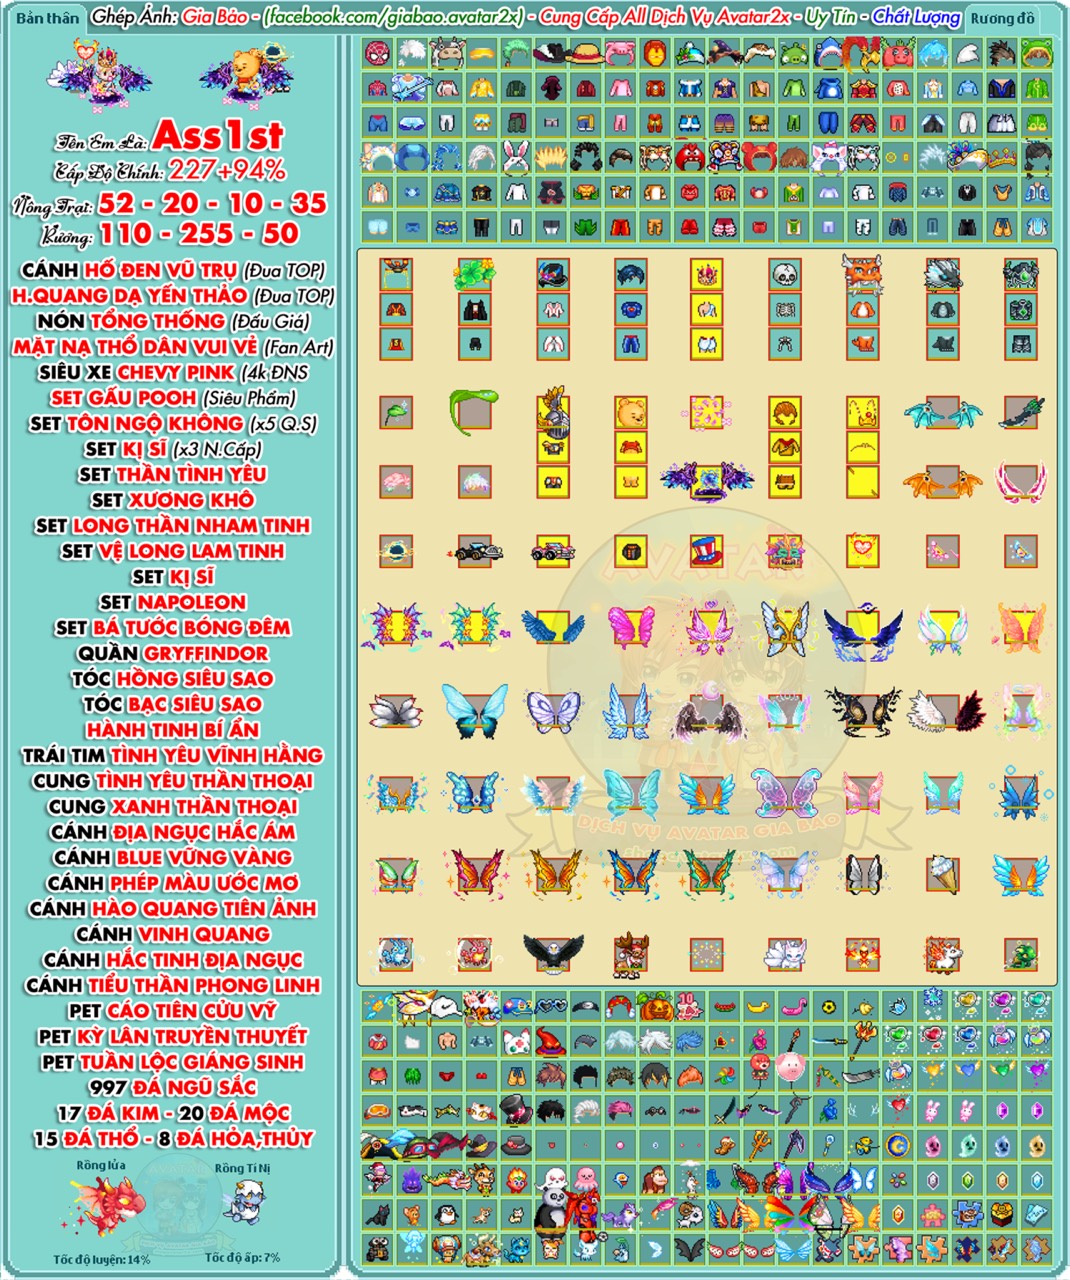 Bản thân
Ghép Ảnh: Gia Bảo - (facebook.com/giabao.avatar2x) - Cung Cấp All Dịch Vụ Avatar2x - Uy Tín - Chất Lượng
Rương đồ
Tên Em Là: Ass1st
Cấp Độ Chính: 227+94%
Nông Trại: 52 - 20 - 10 - 35
Rương: 110 - 255 - 50
CÁNH HỐ ĐEN VŨ TRỤ (Đua TOP)
H.QUANG DẠ YẾN THẢO (Đua TOP)
NÓN TỔNG THỐNG (Đấu Giá)
MẶT NẠ THỔ DÂN VUI VẺ (Fan Art)
SIÊU XE CHEVY PINK (4k ĐNS
SET GẤU POOH (Siêu Phẩm)
SET TÔN NGỘ KHÔNG (x5 Q.S)
SET KỊ SĨ (x3 N.Cấp)
SET THẦN TÌNH YÊU
SET XƯƠNG KHÔ
SET LONG THẦN NHAM TINH
SET VỆ LONG LAM TINH
SET KỊ SĨ
SET NAPOLEON
SET BÁ TƯỚC BÓNG ĐÊM
QUẦN GRYFFINDOR
TÓC HỒNG SIÊU SAO
TÓC BẠC SIÊU SAO
HÀNH TINH BÍ ẨN
TRÁI TIM TÌNH YÊU VĨNH HẰNG
CUNG TÌNH YÊU THẦN THOẠI
CUNG XANH THẦN THOẠI
CÁNH ĐỊA NGỤC HẮC ÁM
CÁNH BLUE VỮNG VÀNG
CÁNH PHÉP MÀU ƯỚC MƠ
CÁNH HÀO QUANG TIÊN ẢNH
CÁNH VINH QUANG
CÁNH HẮC TINH ĐỊA NGỤC
CÁNH TIỂU THẦN PHONG LINH
PET CÁO TIÊN CỬU VỸ
PET KỲ LÂN TRUYỀN THUYẾT
PET TUẦN LỘC GIÁNG SINH
997 ĐÁ NGŨ SẮC
17 ĐÁ KIM - 20 ĐÁ MỘC
15 ĐÁ THỔ - 8 ĐÁ HỎA,THỦY
Rồng lửa
Rồng Ti Nị
Tốc độ luyện: 14%
Tốc độ ấp: 7%
AVATAR
DỊCH VỤ AVATAR GIA BẢO